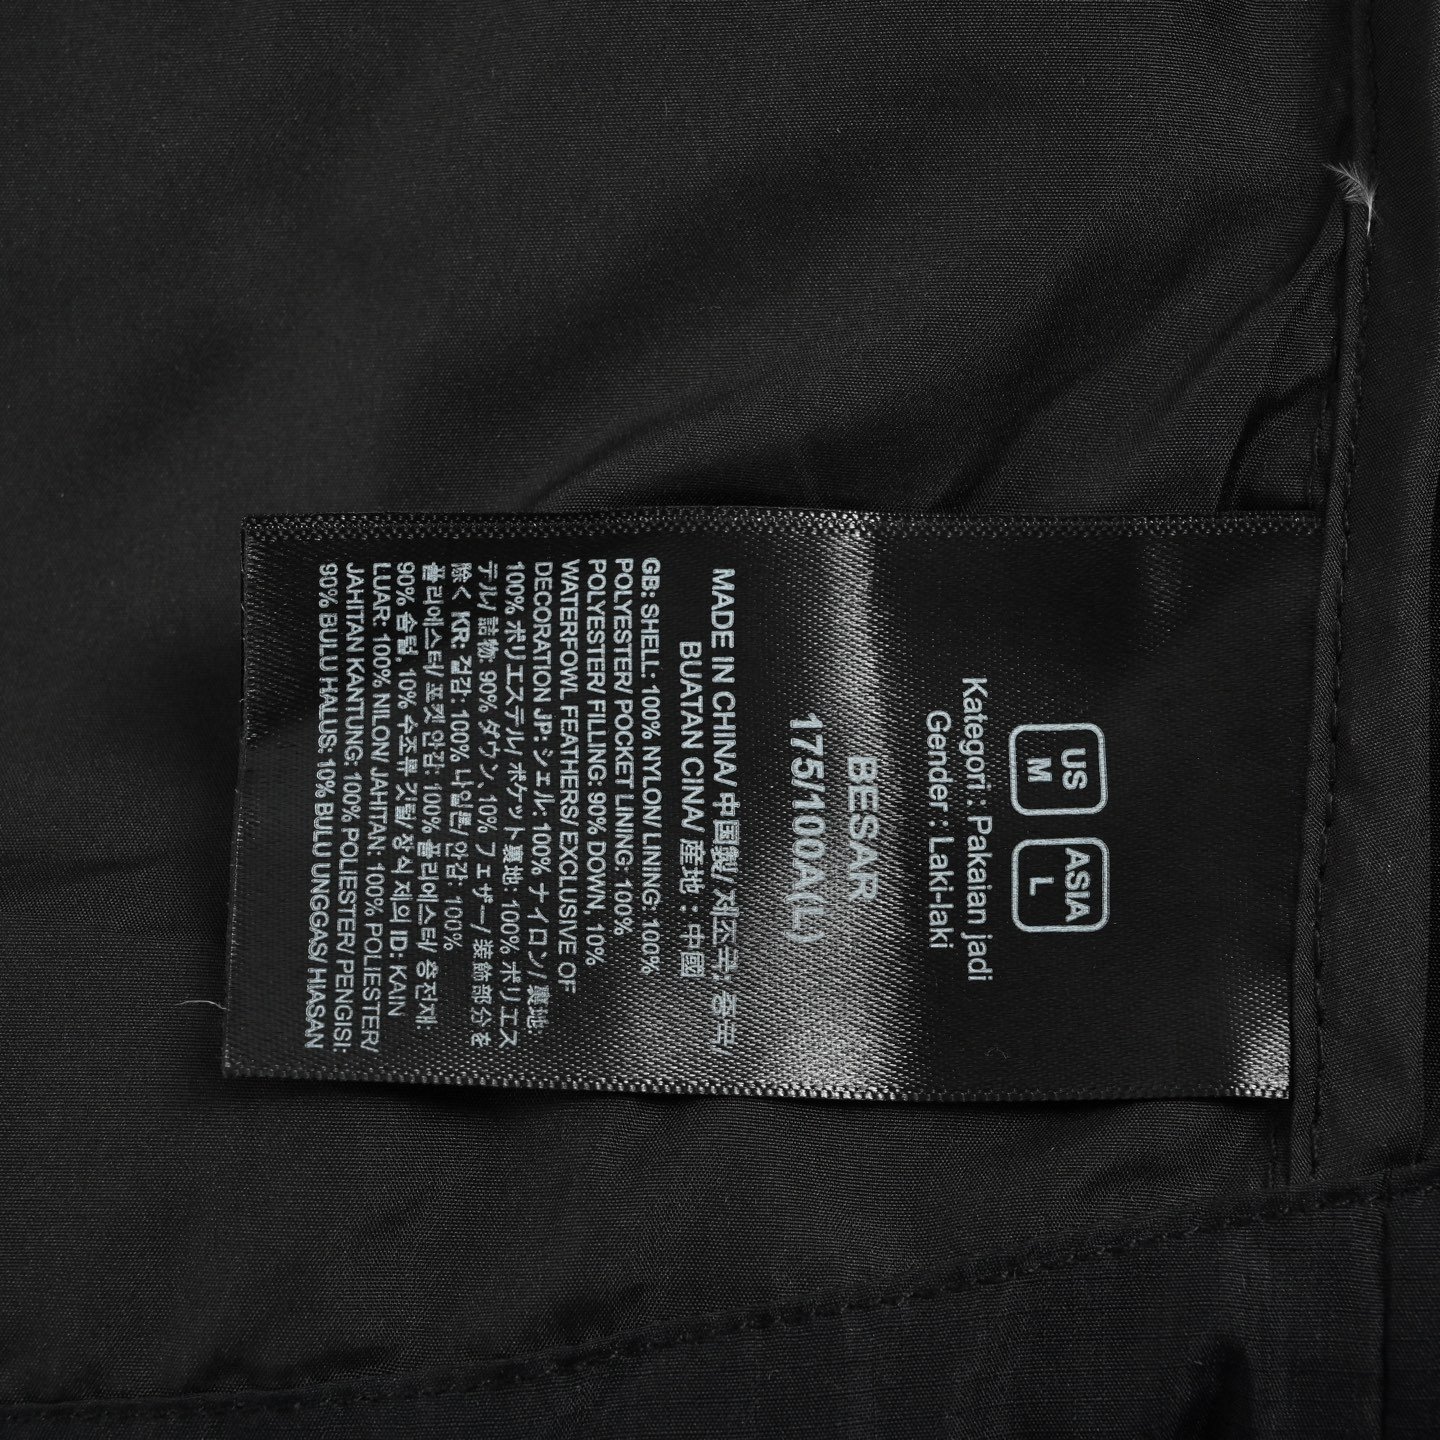 US
M
ASIA
L
Kategori : Pakaian jadi
Gender : Laki-laki
BESAR
175/100A(L)
MADE IN CHINA/ 中国製/ 제조국: 중국/
BUATAN CINA/ 産地 : 中國
GB: SHELL: 100% NYLON/ LINING: 100%
POLYESTER/ POCKET LINING: 100%
POLYESTER/ FILLING: 90% DOWN, 10%
WATERFOWL FEATHERS/ EXCLUSIVE OF
DECORATION JP: シェル: 100% ナイロン/ 裏地:
100% ポリエステル/ ポケット裏地: 100% ポリエス
テル/ 詰物: 90% ダウン, 10% フェザー/ 装飾部分を
除く KR: 겉감: 100% 나일론/ 안감: 100%
폴리에스터/ 포켓 안감: 100% 폴리에스터/ 충전재:
90% 솜털, 10% 수조류 깃털/ 장식 제외 ID: KAIN
LUAR: 100% NILON/ JAHITAN: 100% POLIESTER/
JAHITAN KANTUNG: 100% POLIESTER/ PENGISI:
90% BULU HALUS: 10% BULU UNGGAS/ HIASAN